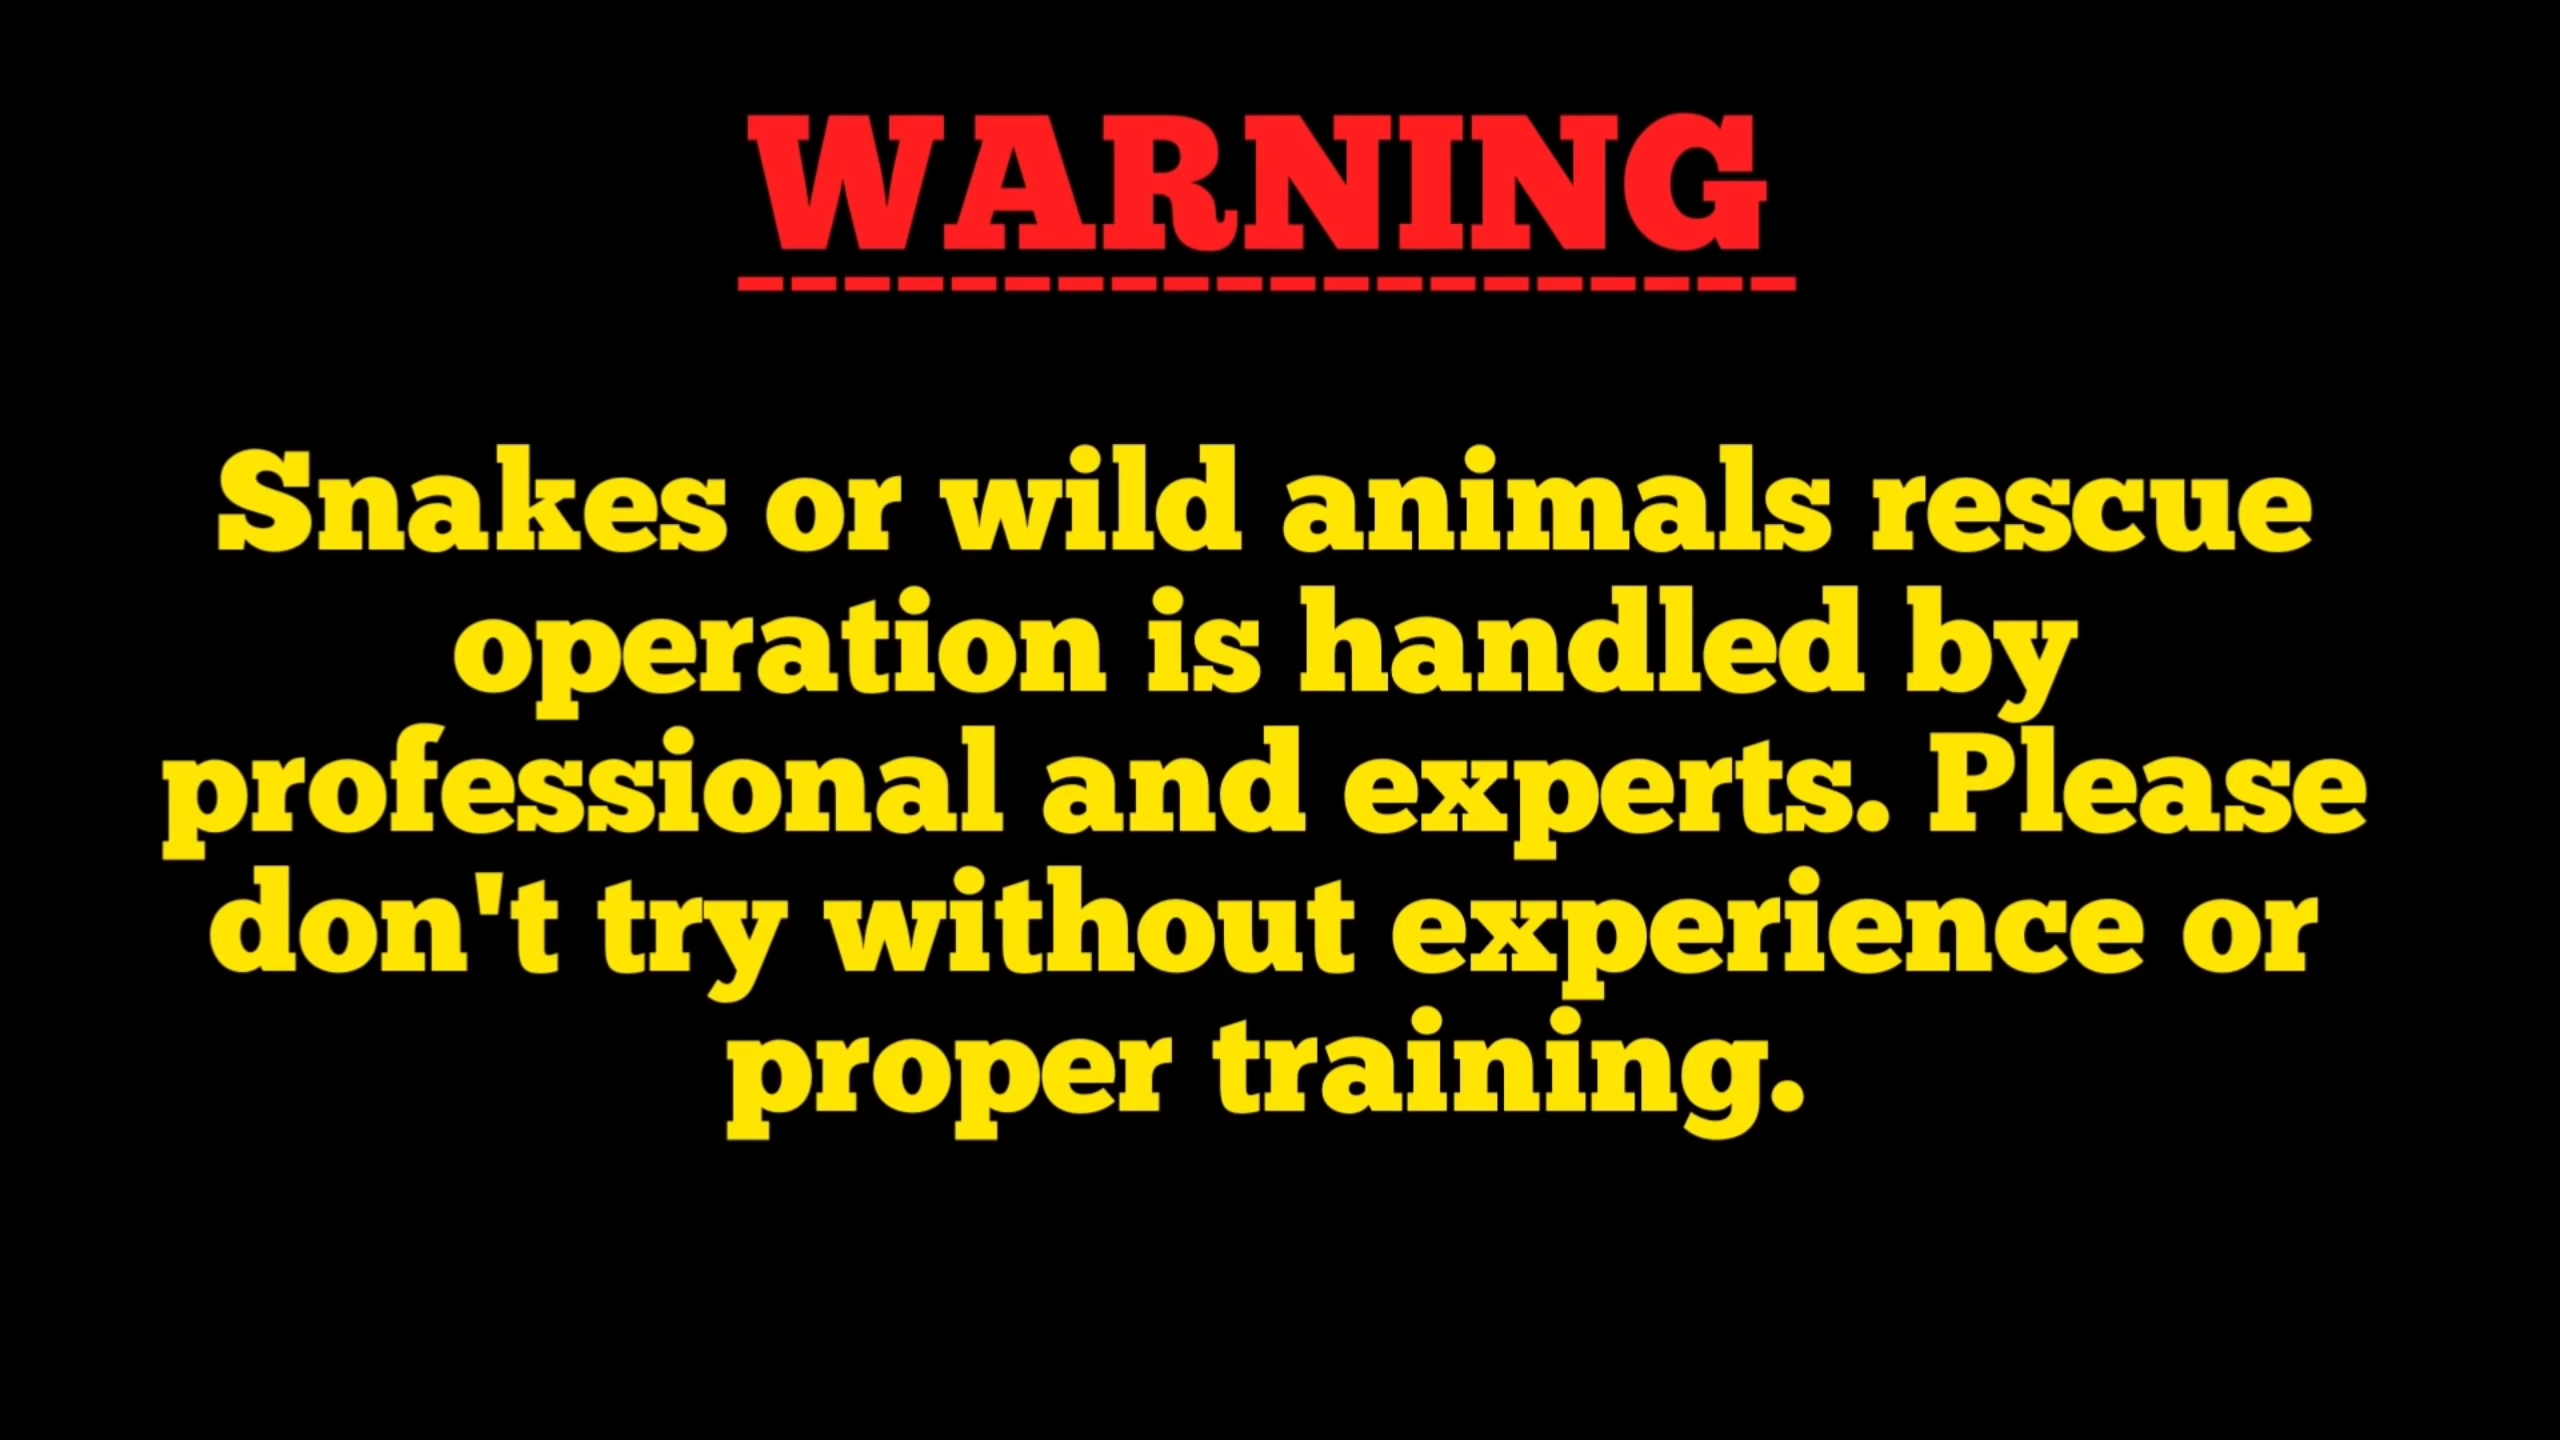 WARNING
--------------------
Snakes or wild animals rescue
operation is handled by
professional and experts. Please
don't try without experience or
proper training.